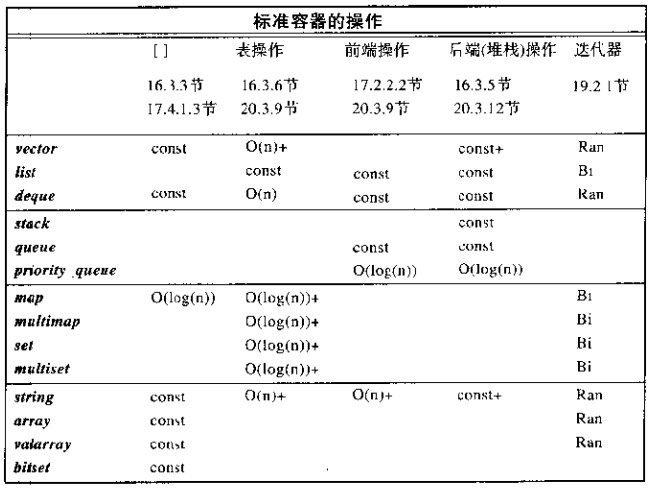 标准容器的操作
[ ] 表操作 前端操作 后端(堆栈)操作 迭代器
16.3.3节 16.3.6节 17.2.2.2节 16.3.5节 19.2.1节
17.4.1.3节 20.3.9节 20.3.9节 20.3.12节
vector const O(n)+ const+ Ran
list const const const Bi
deque const O(n) const const Ran
stack const
queue const const
priority_queue O(log(n)) O(log(n))
map O(log(n)) O(log(n))+ Bi
multimap O(log(n))+ Bi
set O(log(n))+ Bi
multiset O(log(n))+ Bi
string const O(n)+ O(n)+ const+ Ran
array const Ran
valarray const Ran
bitset const